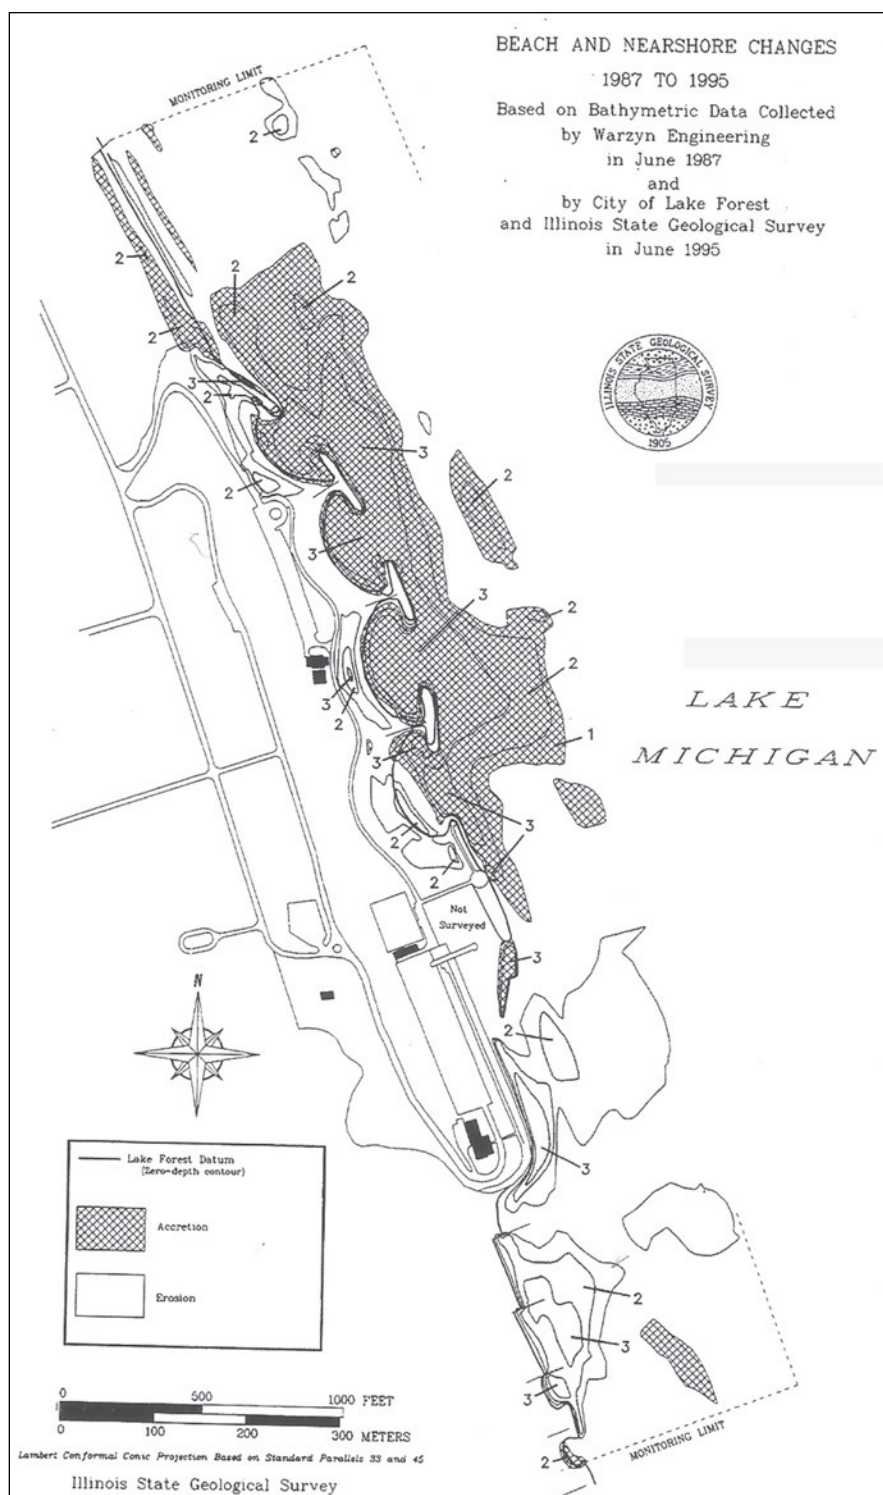 BEACH AND NEARSHORE CHANGES
1987 TO 1995
Based on Bathymetric Data Collected
by Warzyn Engineering
in June 1987
and
by City of Lake Forest
and Illinois State Geological Survey
in June 1995
MONITORING LIMIT
2
2
2
2
2
3
2
ILLINOIS STATE GEOLOGICAL SURVEY
1905
3
2
2
3
3
2
2
3
2
1
3
LAKE
MICHIGAN
3
2
3
2
Not
Surveyed
3
N
2
3
Lake Forest Datum
(Zero-depth contour)
Accretion
Erosion
2
3
3
2
MONITORING LIMIT
0 500 1000 FEET
0 100 200 300 METERS
Lambert Conformal Conic Projection Based on Standard Parallels 33 and 45
Illinois State Geological Survey